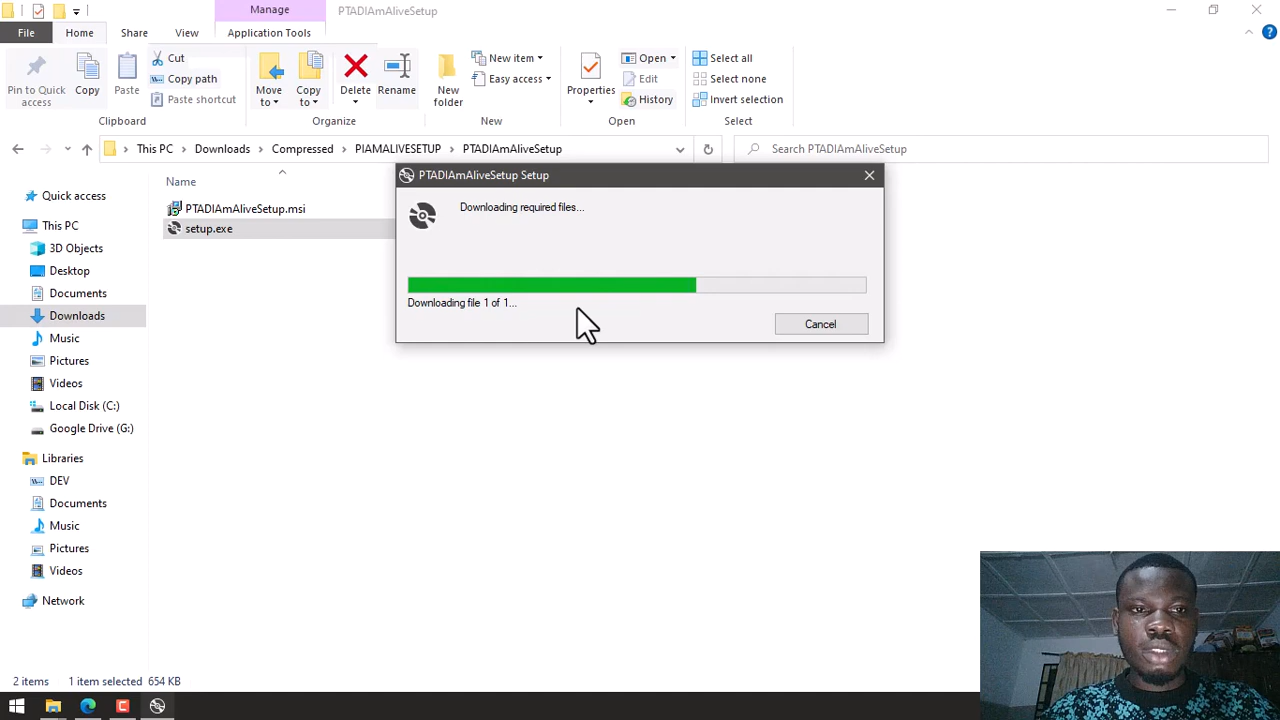 Manage
PTADIAmAliveSetup
File
Home
Share
View
Application Tools
Pin to Quick access
Copy
Paste
Cut
Copy path
Paste shortcut
Clipboard
Move to
Copy to
Delete
Rename
Organize
New folder
New item
Easy access
New
Properties
Open
Edit
History
Open
Select all
Select none
Invert selection
Select
This PC
Downloads
Compressed
PIAMALIVESETUP
PTADIAmAliveSetup
Search PTADIAmAliveSetup
Quick access
This PC
3D Objects
Desktop
Documents
Downloads
Music
Pictures
Videos
Local Disk (C:)
Google Drive (G:)
Libraries
DEV
Documents
Music
Pictures
Videos
Network
Name
PTADIAmAliveSetup.msi
setup.exe
PTADIAmAliveSetup Setup
Downloading required files...
Downloading file 1 of 1...
Cancel
2 items
1 item selected 654 KB